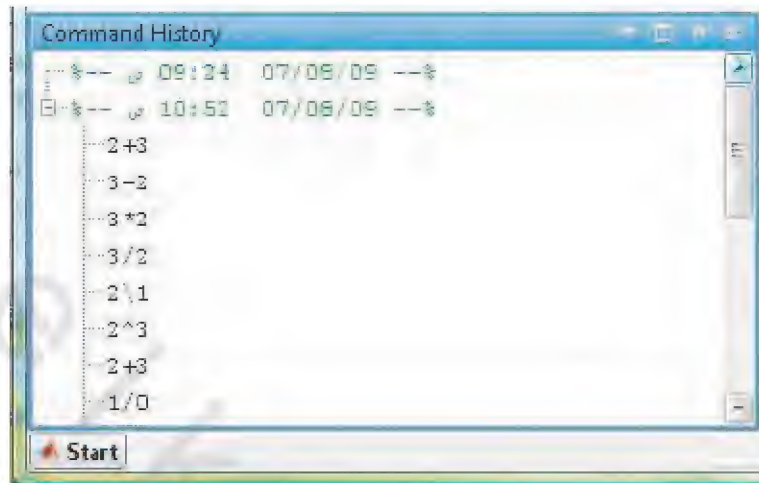 Command History
%-- ص 09:24 07/08/09 --%
%-- ص 10:52 07/08/09 --%
2+3
3-2
3*2
3/2
2\1
2^3
2+3
1/0
Start